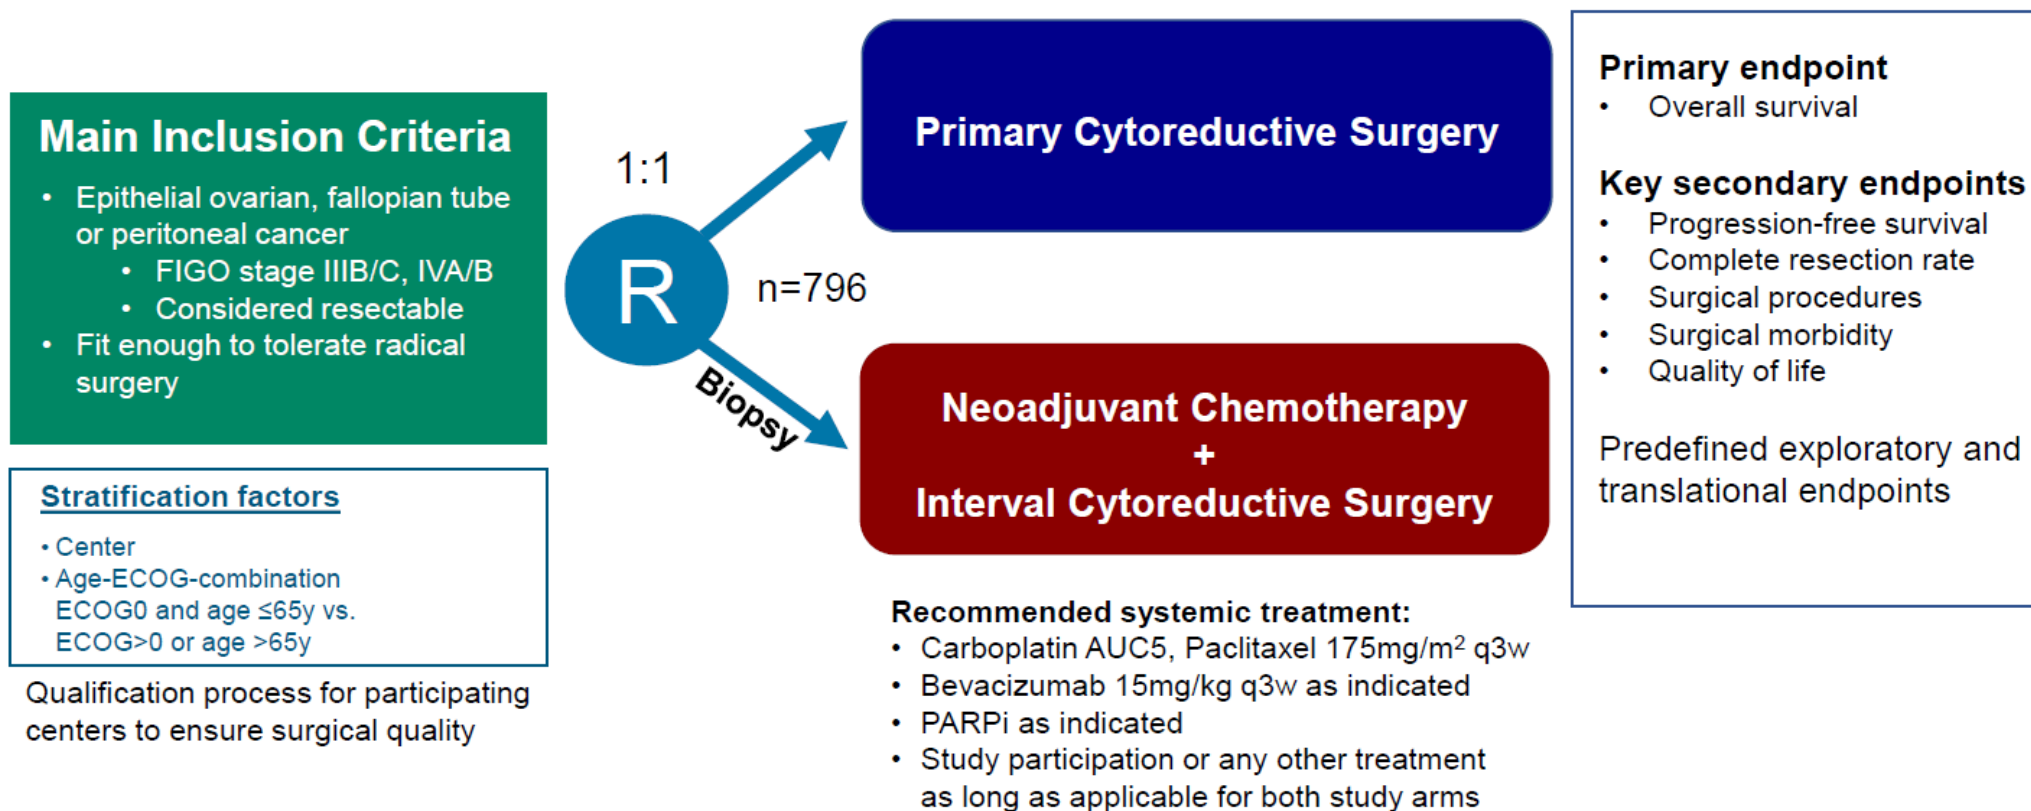 Main Inclusion Criteria
• Epithelial ovarian, fallopian tube
or peritoneal cancer
• FIGO stage IIIB/C, IVA/B
• Considered resectable
• Fit enough to tolerate radical
surgery
Stratification factors
• Center
• Age-ECOG-combination
ECOG0 and age ≤65y vs.
ECOG>0 or age >65y
Qualification process for participating
centers to ensure surgical quality
1:1
R
n=796
Biopsy
Primary Cytoreductive Surgery
Neoadjuvant Chemotherapy
+
Interval Cytoreductive Surgery
Recommended systemic treatment:
• Carboplatin AUC5, Paclitaxel 175mg/m² q3w
• Bevacizumab 15mg/kg q3w as indicated
• PARPi as indicated
• Study participation or any other treatment
as long as applicable for both study arms
Primary endpoint
• Overall survival
Key secondary endpoints
• Progression-free survival
• Complete resection rate
• Surgical procedures
• Surgical morbidity
• Quality of life
Predefined exploratory and
translational endpoints